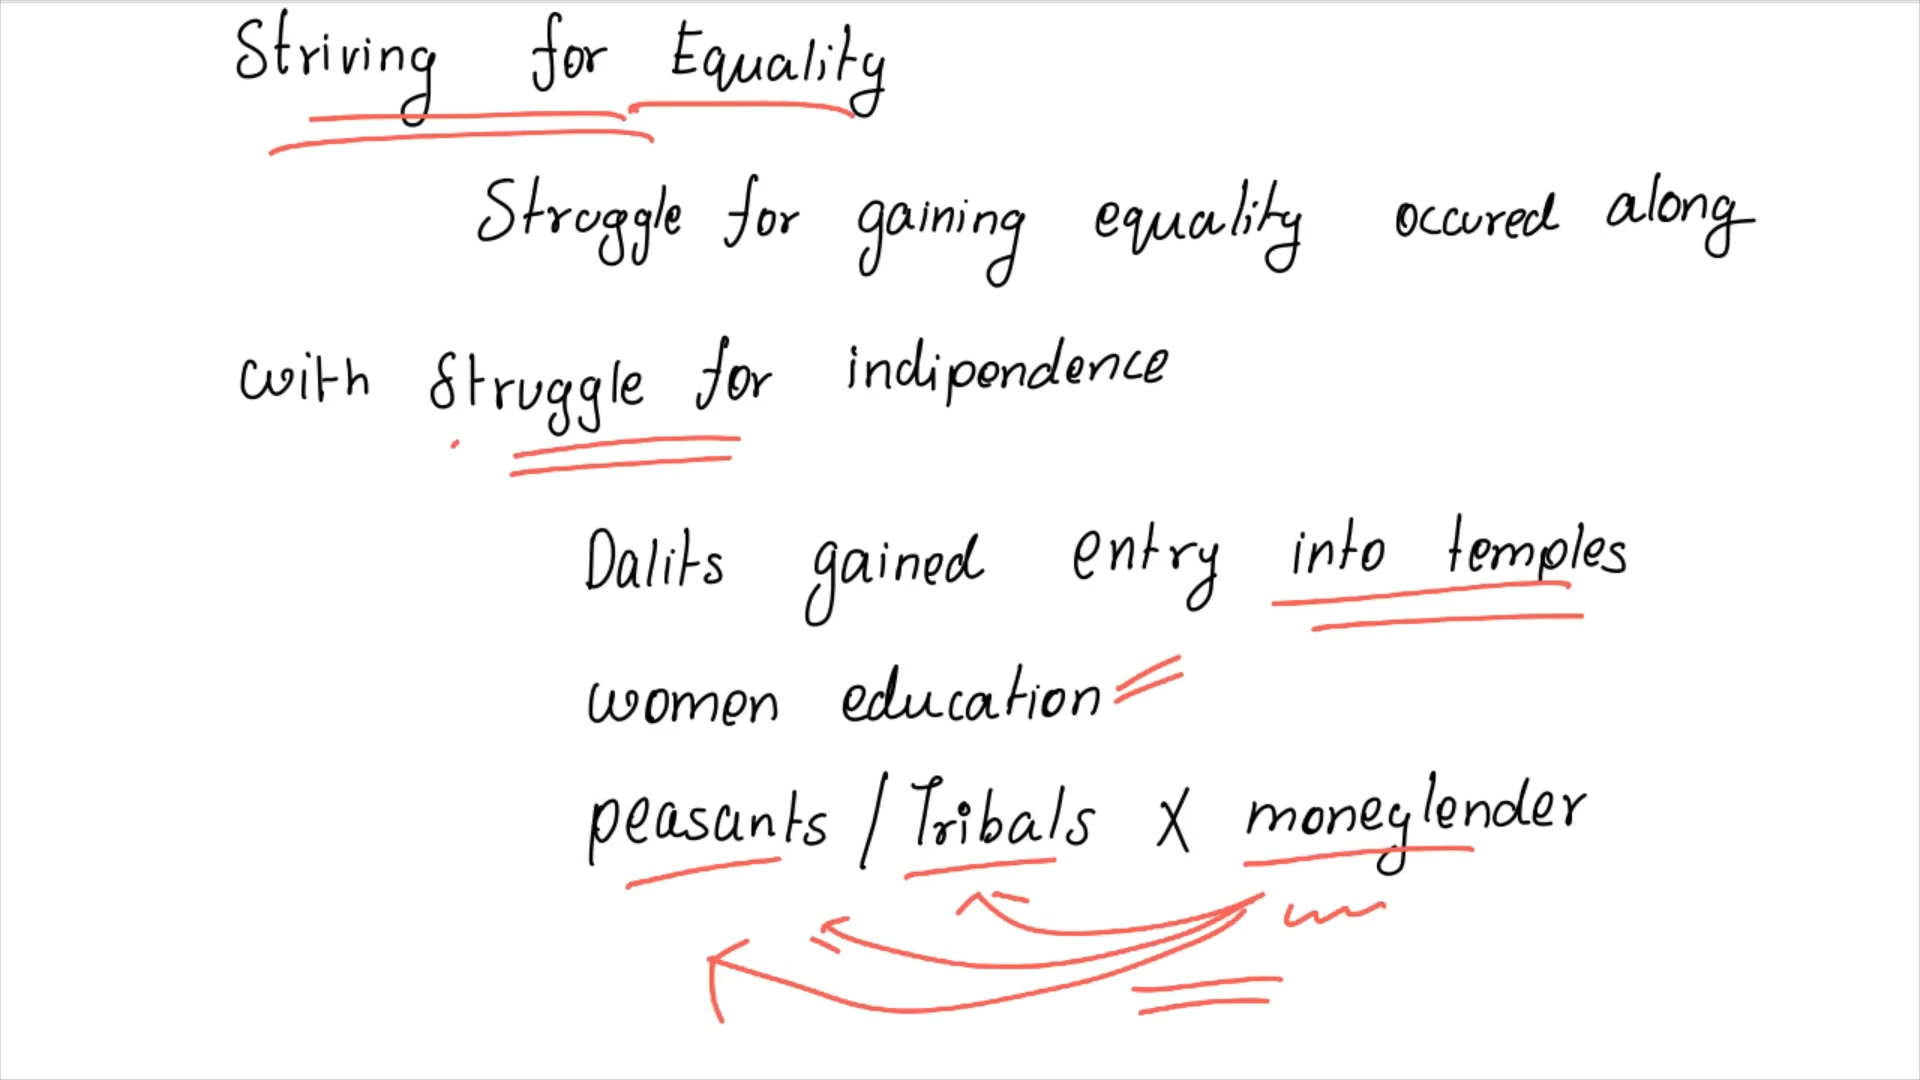 Striving for Equality
Struggle for gaining equality occured along
with struggle for indipendence
Dalits gained entry into temples
women education
peasants / Tribals X moneylender